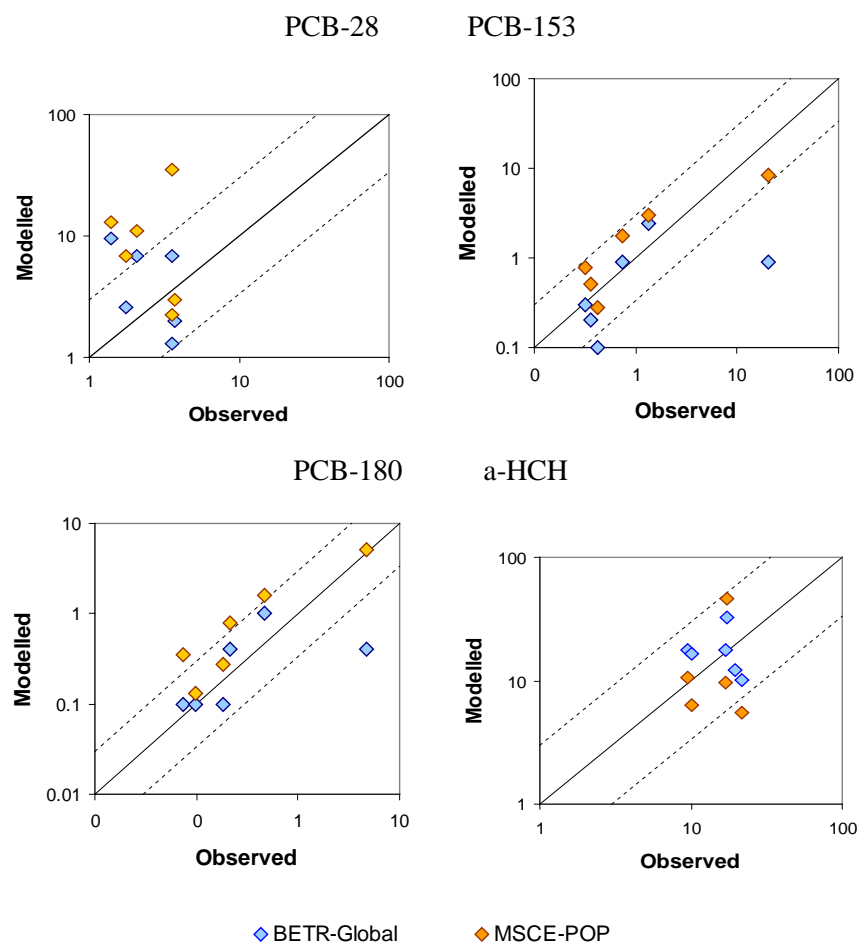 PCB-28 PCB-153
100
10
1
1 10 100
Modelled
Observed
100
10
1
0.1
0 1 10 100
Modelled
Observed
PCB-180 a-HCH
10
1
0.1
0.01
0 0 1 10
Modelled
Observed
100
10
1
1 10 100
Modelled
Observed
BETR-Global MSCE-POP